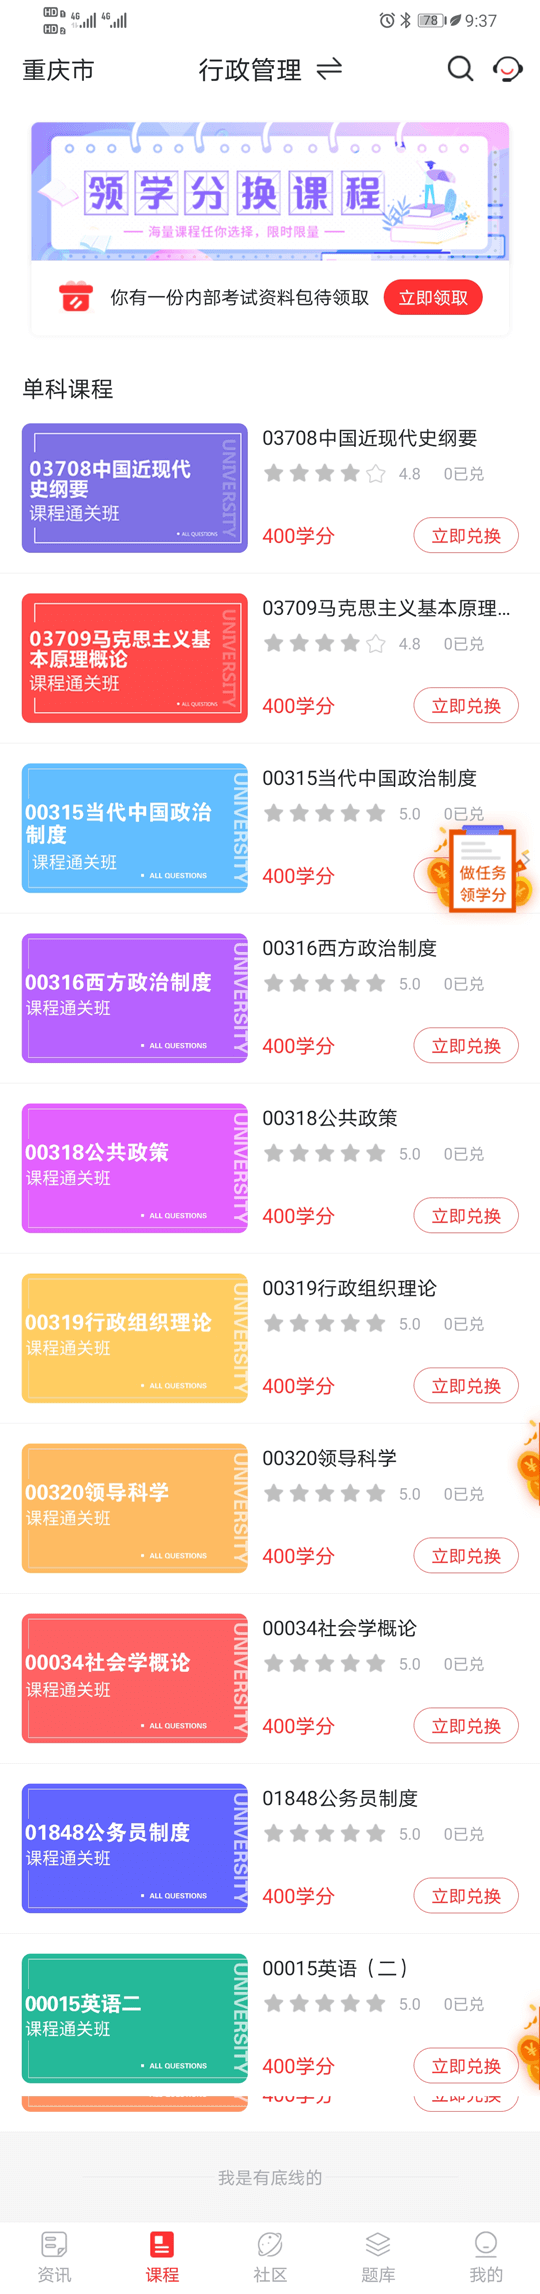 HD 1 4G 4G
HD 2
78 9:37
重庆市
行政管理
领学分换课程
海量课程任你选择，限时限量
你有一份内部考试资料包待领取
立即领取
单科课程
03708中国近现代
史纲要
课程通关班
UNIVERSITY
ALL QUESTIONS
03708中国近现代史纲要
4.8 0已兑
400学分
立即兑换
03709马克思主义基
本原理概论
课程通关班
UNIVERSITY
ALL QUESTIONS
03709马克思主义基本原理...
4.8 0已兑
400学分
立即兑换
00315当代中国政治
制度
课程通关班
UNIVERSITY
ALL QUESTIONS
00315当代中国政治制度
5.0 0已兑
400学分
做任务
领学分
00316西方政治制度
课程通关班
UNIVERSITY
ALL QUESTIONS
00316西方政治制度
5.0 0已兑
400学分
立即兑换
00318公共政策
课程通关班
UNIVERSITY
ALL QUESTIONS
00318公共政策
5.0 0已兑
400学分
立即兑换
00319行政组织理论
课程通关班
UNIVERSITY
ALL QUESTIONS
00319行政组织理论
5.0 0已兑
400学分
立即兑换
00320领导科学
课程通关班
UNIVERSITY
ALL QUESTIONS
00320领导科学
5.0 0已兑
400学分
立即兑换
00034社会学概论
课程通关班
UNIVERSITY
ALL QUESTIONS
00034社会学概论
5.0 0已兑
400学分
立即兑换
01848公务员制度
课程通关班
UNIVERSITY
ALL QUESTIONS
01848公务员制度
5.0 0已兑
400学分
立即兑换
00015英语二
课程通关班
UNIVERSITY
ALL QUESTIONS
00015英语（二）
5.0 0已兑
400学分
立即兑换
我是有底线的
资讯
课程
社区
题库
我的